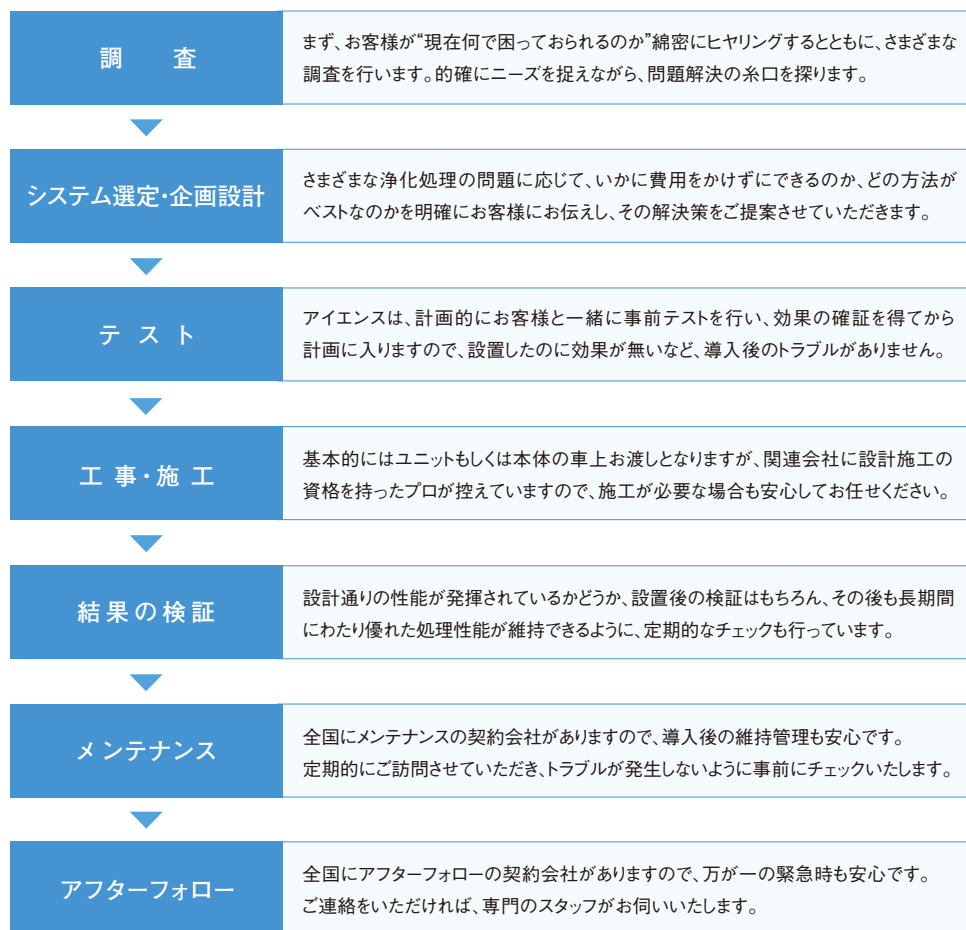 調 査
まず、お客様が“現在何で困っておられるのか”綿密にヒヤリングするとともに、さまざまな
調査を行います。的確にニーズを捉えながら、問題解決の糸口を探ります。
システム選定・企画設計
さまざまな浄化処理の問題に応じて、いかに費用をかけずにできるのか、どの方法が
ベストなのかを明確にお客様にお伝えし、その解決策をご提案させていただきます。
テスト
アイエンスは、計画的にお客様と一緒に事前テストを行い、効果の確証を得てから
計画に入りますので、設置したのに効果が無いなど、導入後のトラブルがありません。
工事・施工
基本的にはユニットもしくは本体の車上お渡しとなりますが、関連会社に設計施工の
資格を持ったプロが控えていますので、施工が必要な場合も安心してお任せください。
結果の検証
設計通りの性能が発揮されているかどうか、設置後の検証はもちろん、その後も長期間
にわたり優れた処理性能が維持できるように、定期的なチェックも行っています。
メンテナンス
全国にメンテナンスの契約会社がありますので、導入後の維持管理も安心です。
定期的にご訪問させていただき、トラブルが発生しないように事前にチェックいたします。
アフターフォロー
全国にアフターフォローの契約会社がありますので、万が一の緊急時も安心です。
ご連絡をいただければ、専門のスタッフがお伺いいたします。